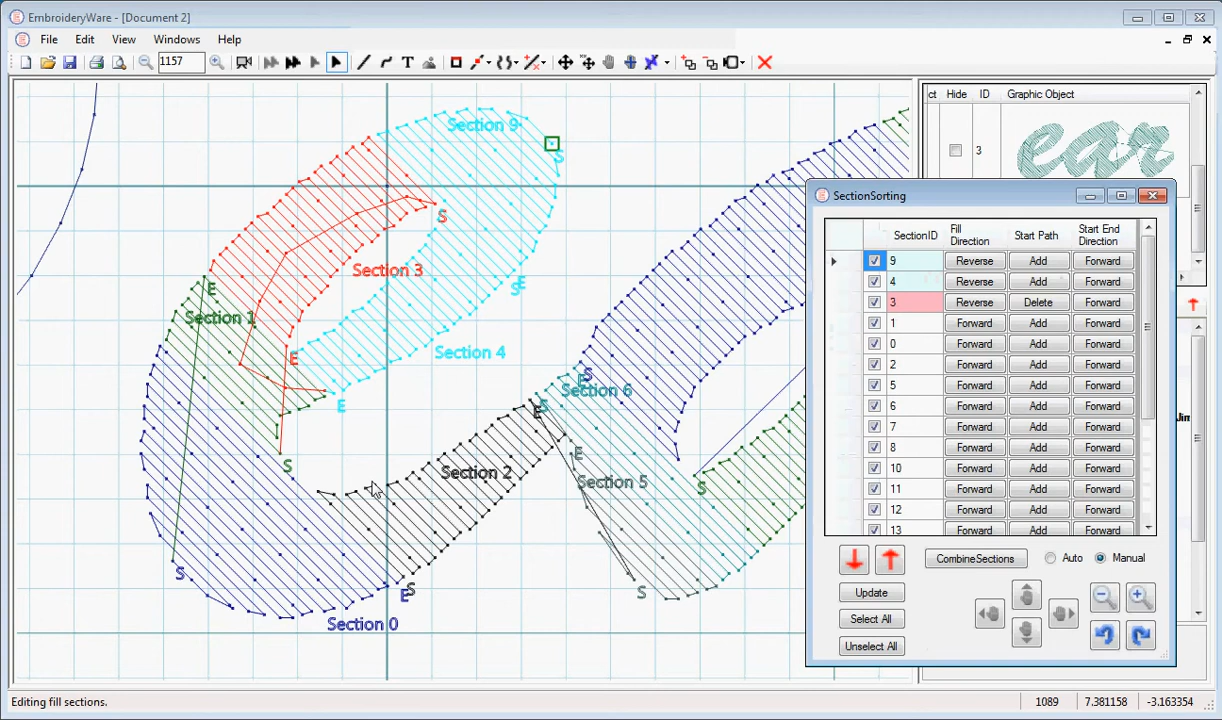 EmbroideryWare - [Document 2]
File Edit View Windows Help
1157
ct Hide ID Graphic Object
3
ear
SectionSorting
SectionID Fill Direction Start Path Start End Direction
9 Reverse Add Forward
4 Reverse Add Forward
3 Reverse Delete Forward
1 Forward Add Forward
0 Forward Add Forward
2 Forward Add Forward
5 Forward Add Forward
6 Forward Add Forward
7 Forward Add Forward
8 Forward Add Forward
10 Forward Add Forward
11 Forward Add Forward
12 Forward Add Forward
13 Forward Add Forward
CombineSections Auto Manual
Update
Select All
Unselect All
Section 9
S
S
Section 3
S E
E
Section 1
E
Section 4
E
E S
Section 6
E S
Section 2
E
Section 5
S
S
S
S
E S
Section 0
Editing fill sections. 1089 7.381158 -3.163354